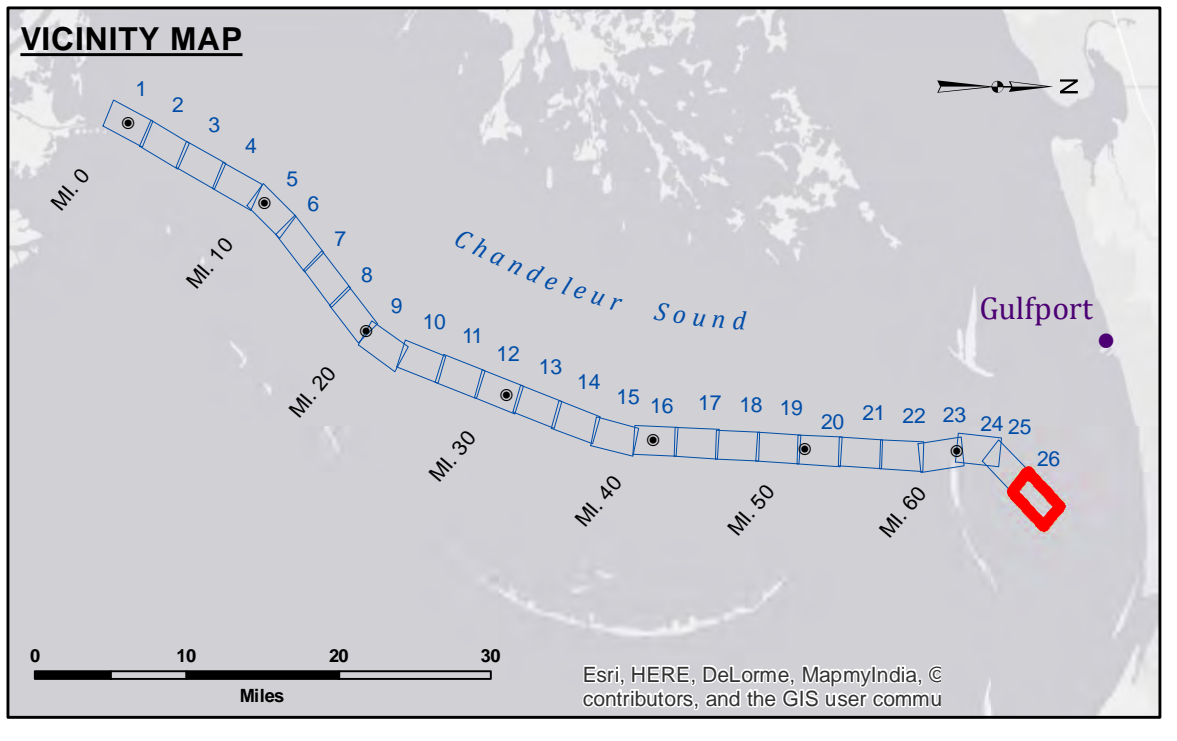 VICINITY MAP
N
1
2
3
4
5
6
7
8
9
10
11
12
13
14
15
16
17
18
19
20
21
22
23
24
25
26
MI. 0
MI. 10
MI. 20
MI. 30
MI. 40
MI. 50
MI. 60
Chandeleur Sound
Gulfport
0 10 20 30
Miles
Esri, HERE, DeLorme, MapmyIndia, ©
contributors, and the GIS user commu